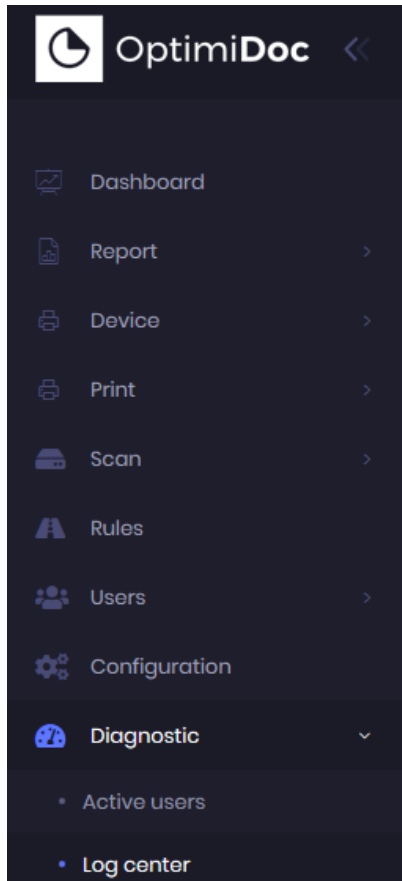 OptimiDoc
Dashboard
Report
Device
Print
Scan
Rules
Users
Configuration
Diagnostic
Active users
Log center